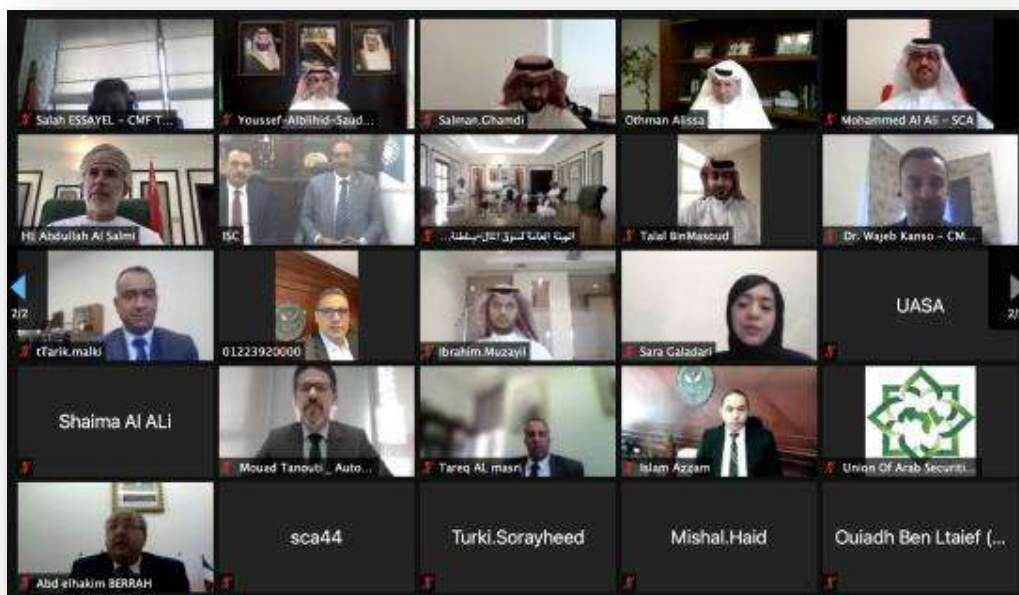 Salah ESSAYEL - CMF T...
Youssef-Alblihid-Saud...
Salman.Ghamdi
Othman Alissa
Mohammed Al Ali - SCA
HE Abdullah Al Salmi
ISC
الهيئة العامة لسوق المال-سلطنة...
Talal BinMasoud
Dr. Wajeb Kanso - CM...
2/2
tTarik.malki
01223920000
Ibrahim.Muzayil
Sara Galadari
UASA
2/
Shaima Al ALi
Mouad Tanouti_ Auto...
Tareq AL masri
Islam Azzam
Union Of Arab Securiti...
Abd elhakim BERRAH
sca44
Turki.Sorayheed
Mishal.Haid
Ouiadh Ben Ltaief (...